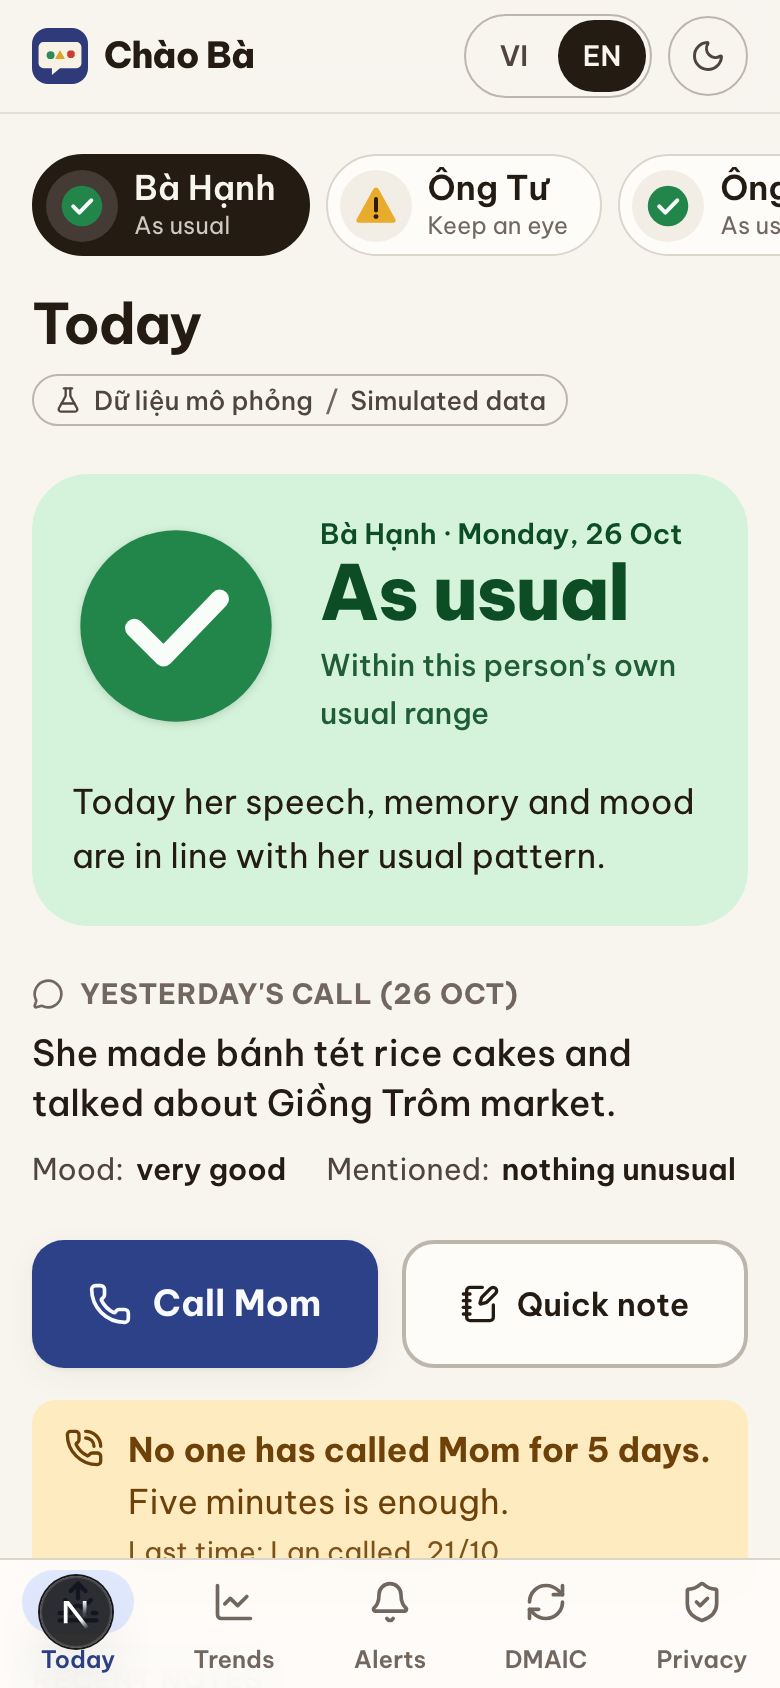 Chào Bà
VI
EN
Bà Hạnh
As usual
Ông Tư
Keep an eye
Ông
As us
Today
Dữ liệu mô phỏng / Simulated data
Bà Hạnh · Monday, 26 Oct
As usual
Within this person's own
usual range
Today her speech, memory and mood
are in line with her usual pattern.
YESTERDAY'S CALL (26 OCT)
She made bánh tét rice cakes and
talked about Giồng Trôm market.
Mood: very good Mentioned: nothing unusual
Call Mom
Quick note
No one has called Mom for 5 days.
Five minutes is enough.
Last time: Lan called, 21/10
N
Today
Trends
Alerts
DMAIC
Privacy